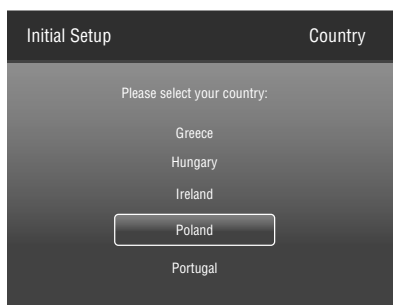 Initial Setup Country
Please select your country:
Greece
Hungary
Ireland
Poland
Portugal